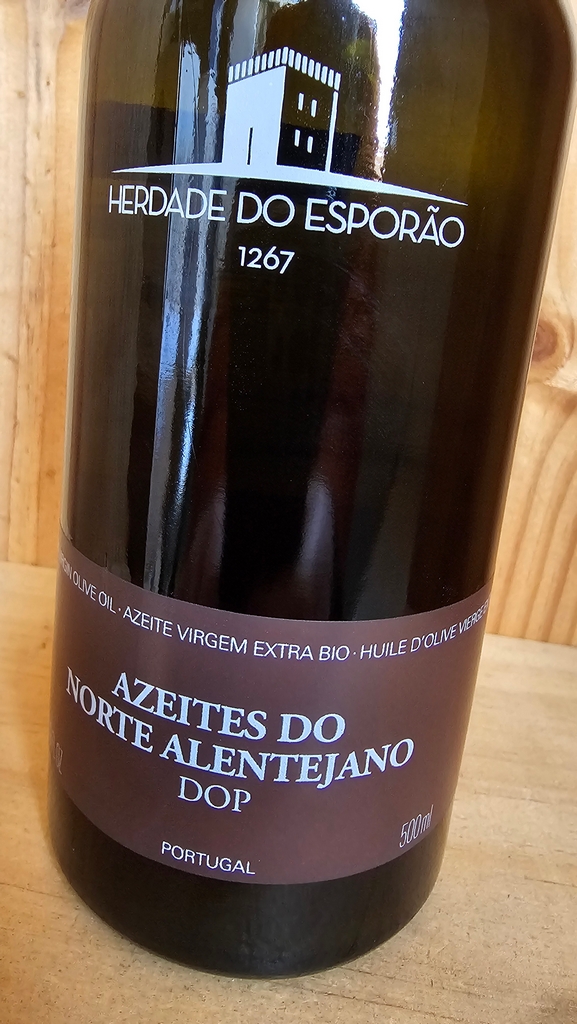 HERDADE DO ESPORÃO
1267
OLIVE OIL · AZEITE VIRGEM EXTRA BIO · HUILE D'OLIVE VIERGE
AZEITES DO
NORTE ALENTEJANO
DOP
500ml
PORTUGAL